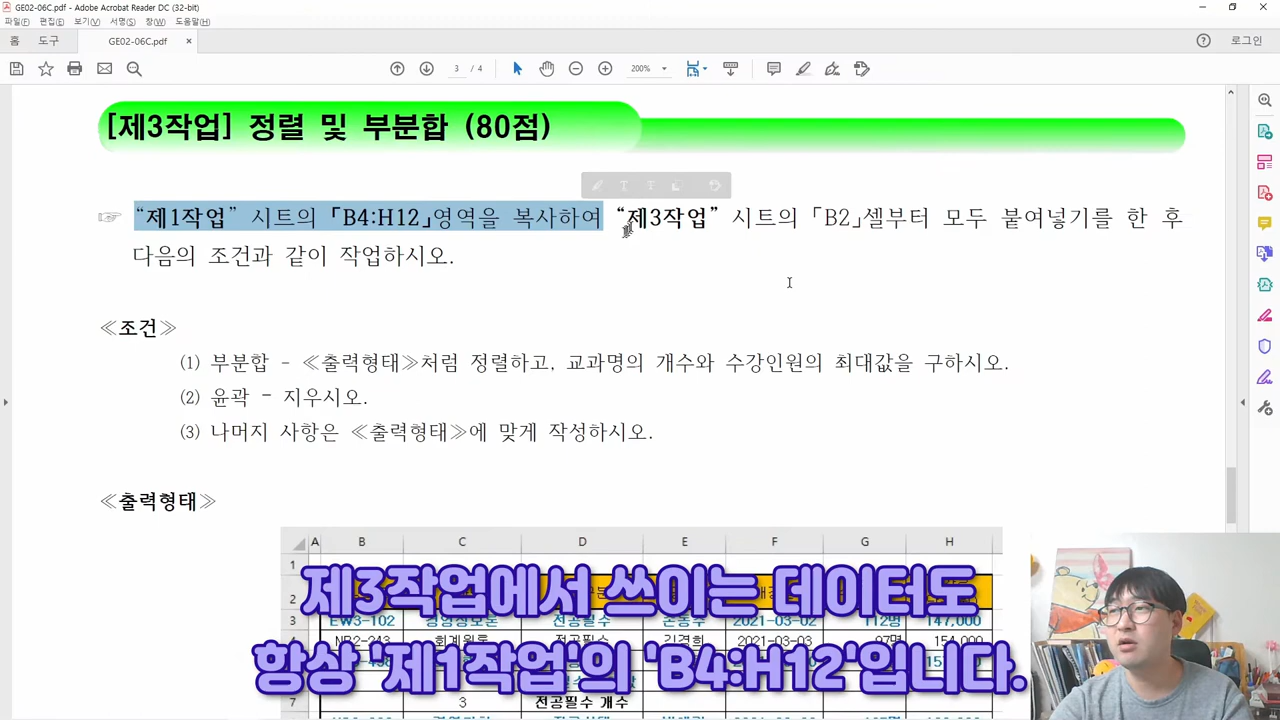 GE02-06C.pdf - Adobe Acrobat Reader DC (32-bit)
파일(F) 편집(E) 보기(V) 서명(S) 창(W) 도움말(H)
홈 도구 GE02-06C.pdf × 로그인
3 / 4 200%
[제3작업] 정렬 및 부분합 (80점)
☞ “제1작업” 시트의 「B4:H12」영역을 복사하여 “제3작업” 시트의 「B2」셀부터 모두 붙여넣기를 한 후
다음의 조건과 같이 작업하시오.
≪조건≫
(1) 부분합 - ≪출력형태≫처럼 정렬하고, 교과명의 개수와 수강인원의 최대값을 구하시오.
(2) 윤곽 - 지우시오.
(3) 나머지 사항은 ≪출력형태≫에 맞게 작성하시오.
≪출력형태≫
A B C D E F G H
1
2
3 EW3-102 경영정보론 전공필수 2021-03-02 112명 147,000
회계원론 전공필수 김경희 2021-03-03 97명
7 3 전공필수 개수
제3작업에서 쓰이는 데이터도
항상 '제1작업'의 'B4:H12'입니다.